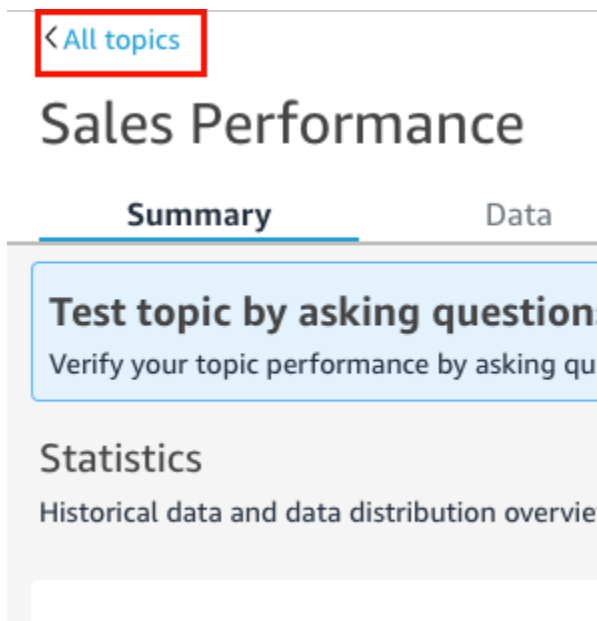 All topics
Sales Performance
Summary Data
Test topic by asking question
Verify your topic performance by asking qu
Statistics
Historical data and data distribution overvie